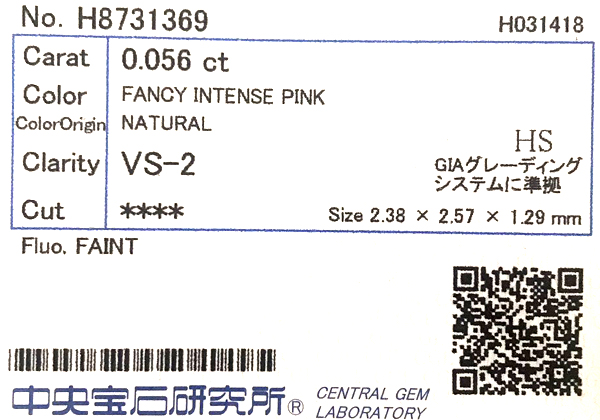 No. H8731369 H031418
Carat 0.056 ct
Color FANCY INTENSE PINK
ColorOrigin NATURAL
HS
Clarity VS-2
GIAグレーディング
システムに準拠
Cut **** Size 2.38 × 2.57 × 1.29 mm
Fluo. FAINT
中央宝石研究所® CENTRAL GEM
LABORATORY